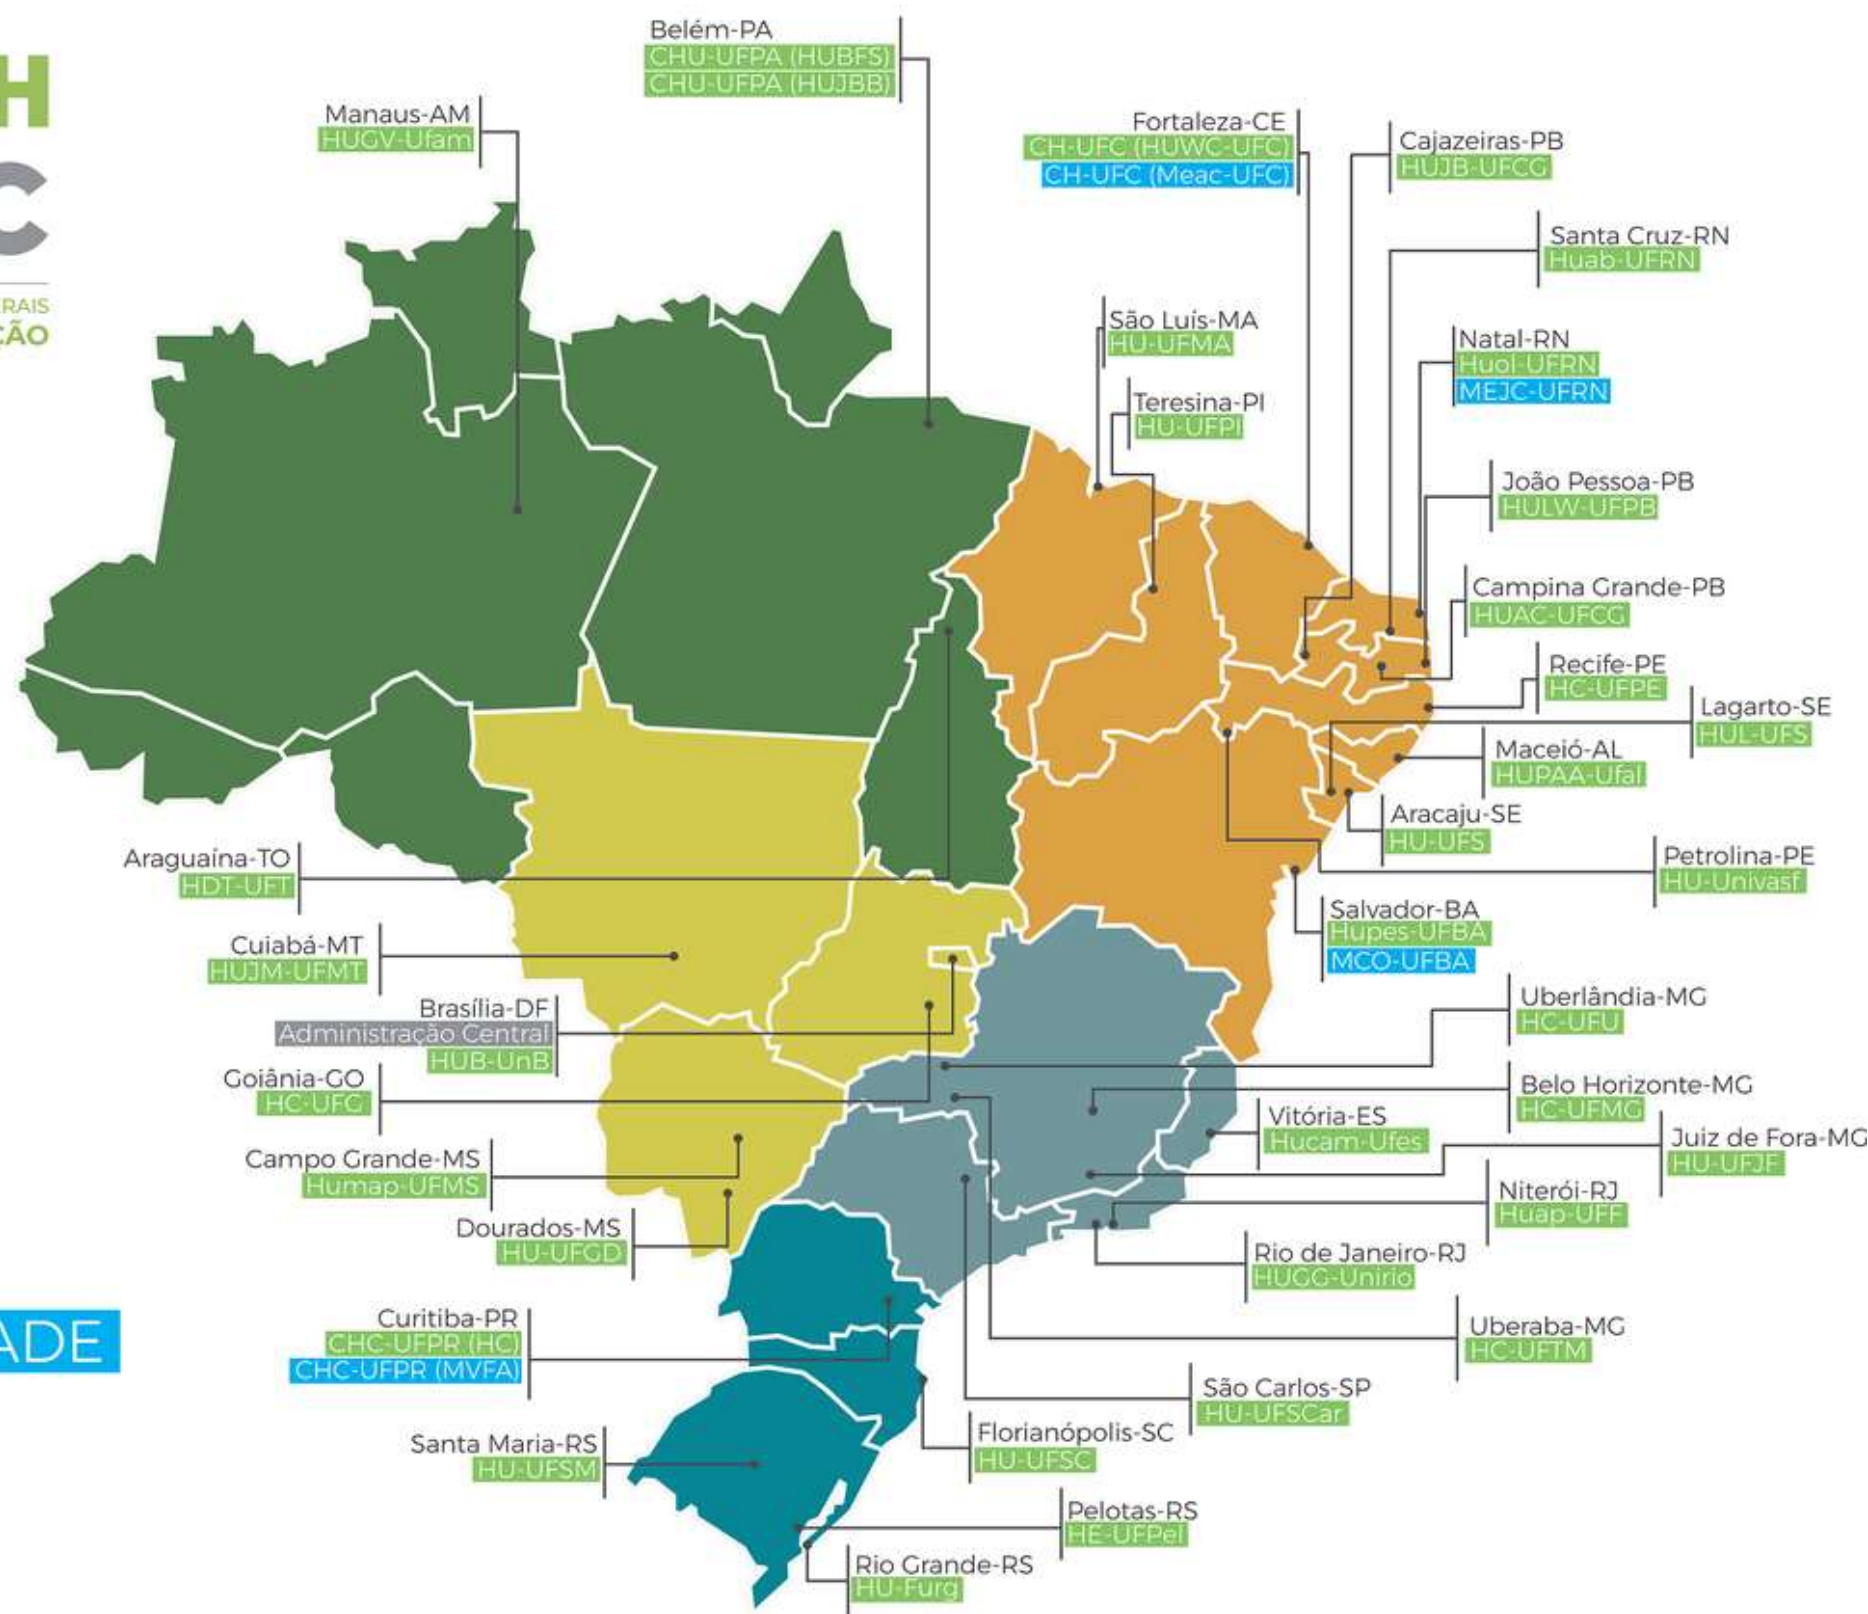 H
C
RAIS
ÇÃO
Belém-PA
CHU-UFPA (HUBFS)
CHU-UFPA (HUJBB)
Manaus-AM
HUGV-Ufam
Fortaleza-CE
CH-UFC (HUWC-UFC)
CH-UFC (Meac-UFC)
Cajazeiras-PB
HUJB-UFCG
Santa Cruz-RN
Huab-UFRN
São Luís-MA
HU-UFMA
Natal-RN
Huol-UFRN
MEJC-UFRN
Teresina-PI
HU-UFPI
João Pessoa-PB
HULW-UFPB
Campina Grande-PB
HUAC-UFCG
Recife-PE
HC-UFPE
Lagarto-SE
HUL-UFS
Maceió-AL
HUPAA-Ufal
Aracaju-SE
HU-UFS
Petrolina-PE
HU-Univasf
Araguaína-TO
HDT-UFT
Salvador-BA
Hupes-UFBA
MCO-UFBA
Cuiabá-MT
HUJM-UFMT
Brasília-DF
Administração Central
HUB-UnB
Uberlândia-MG
HC-UFU
Goiânia-GO
HC-UFG
Belo Horizonte-MG
HC-UFMG
Vitória-ES
Hucam-Ufes
Juiz de Fora-MG
HU-UFJF
Campo Grande-MS
Humap-UFMS
Niterói-RJ
Huap-UFF
Dourados-MS
HU-UFGD
Rio de Janeiro-RJ
HUGG-Unirio
Curitiba-PR
CHC-UFPR (HC)
CHC-UFPR (MVFA)
ADE
Uberaba-MG
HC-UFTM
São Carlos-SP
HU-UFSCar
Florianópolis-SC
HU-UFSC
Santa Maria-RS
HU-UFSM
Pelotas-RS
HE-UFPel
Rio Grande-RS
HU-Furg